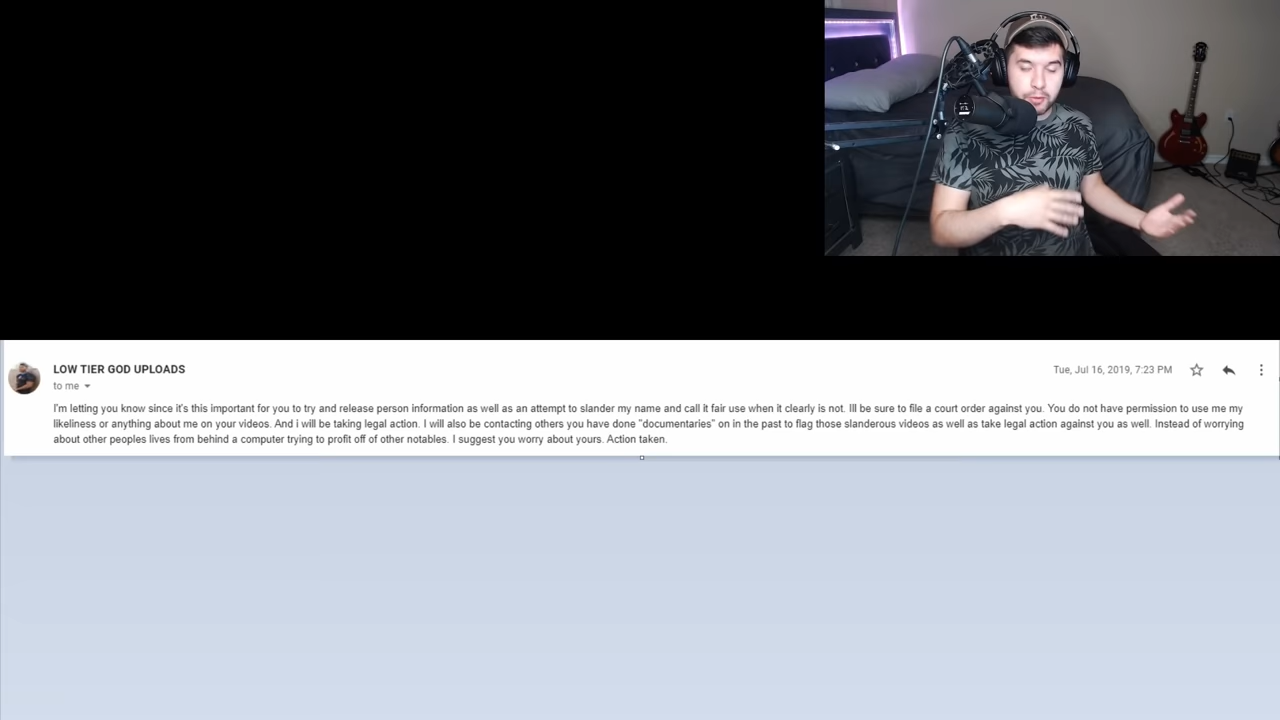 LOW TIER GOD UPLOADS
Tue, Jul 16, 2019, 7:23 PM
to me
I'm letting you know since it's this important for you to try and release person information as well as an attempt to slander my name and call it fair use when it clearly is not. Ill be sure to file a court order against you. You do not have permission to use me my
likeliness or anything about me on your videos. And i will be taking legal action. I will also be contacting others you have done "documentaries" on in the past to flag those slanderous videos as well as take legal action against you as well. Instead of worrying
about other peoples lives from behind a computer trying to profit off of other notables. I suggest you worry about yours. Action taken.